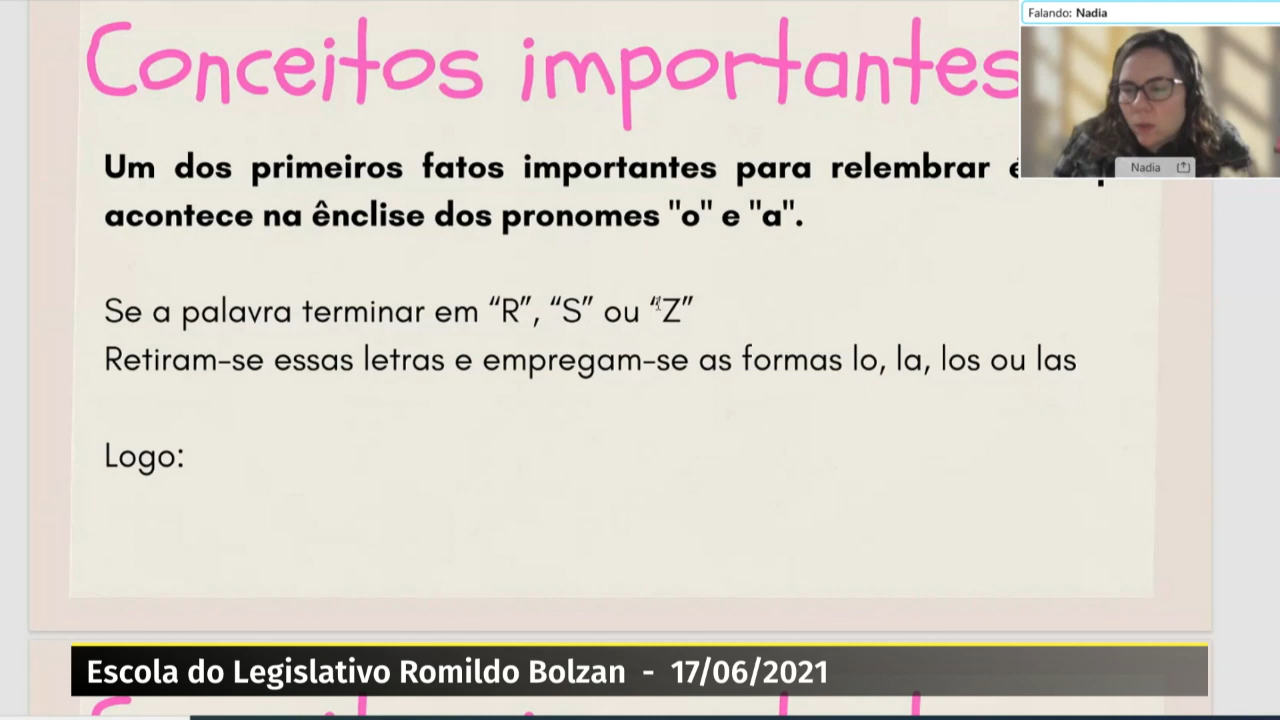 Conceitos importantes
Falando: Nadia
Nadia
Um dos primeiros fatos importantes para relembrar
acontece na ênclise dos pronomes "o" e "a".
Se a palavra terminar em “R”, “S” ou “Z”
Retiram-se essas letras e empregam-se as formas lo, la, los ou las
Logo:
Escola do Legislativo Romildo Bolzan - 17/06/2021